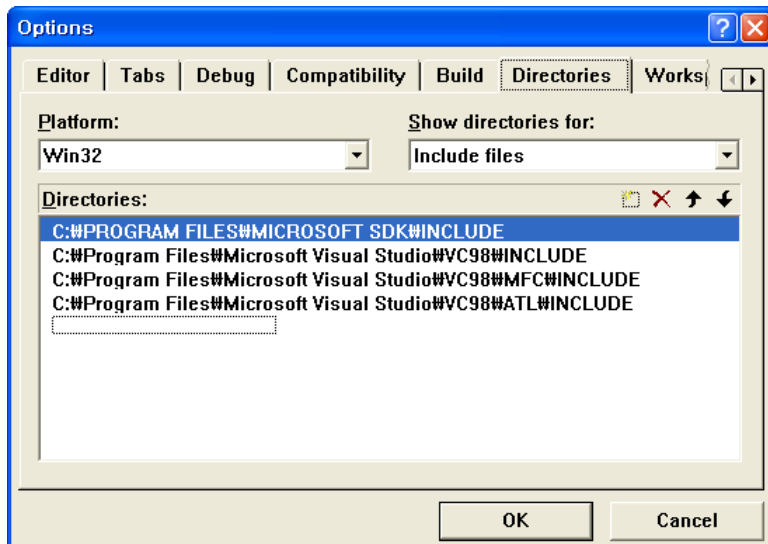 Options
Editor Tabs Debug Compatibility Build Directories Works
Platform: Show directories for:
Win32 Include files
Directories:
C:₩PROGRAM FILES₩MICROSOFT SDK₩INCLUDE
C:₩Program Files₩Microsoft Visual Studio₩VC98₩INCLUDE
C:₩Program Files₩Microsoft Visual Studio₩VC98₩MFC₩INCLUDE
C:₩Program Files₩Microsoft Visual Studio₩VC98₩ATL₩INCLUDE
OK Cancel